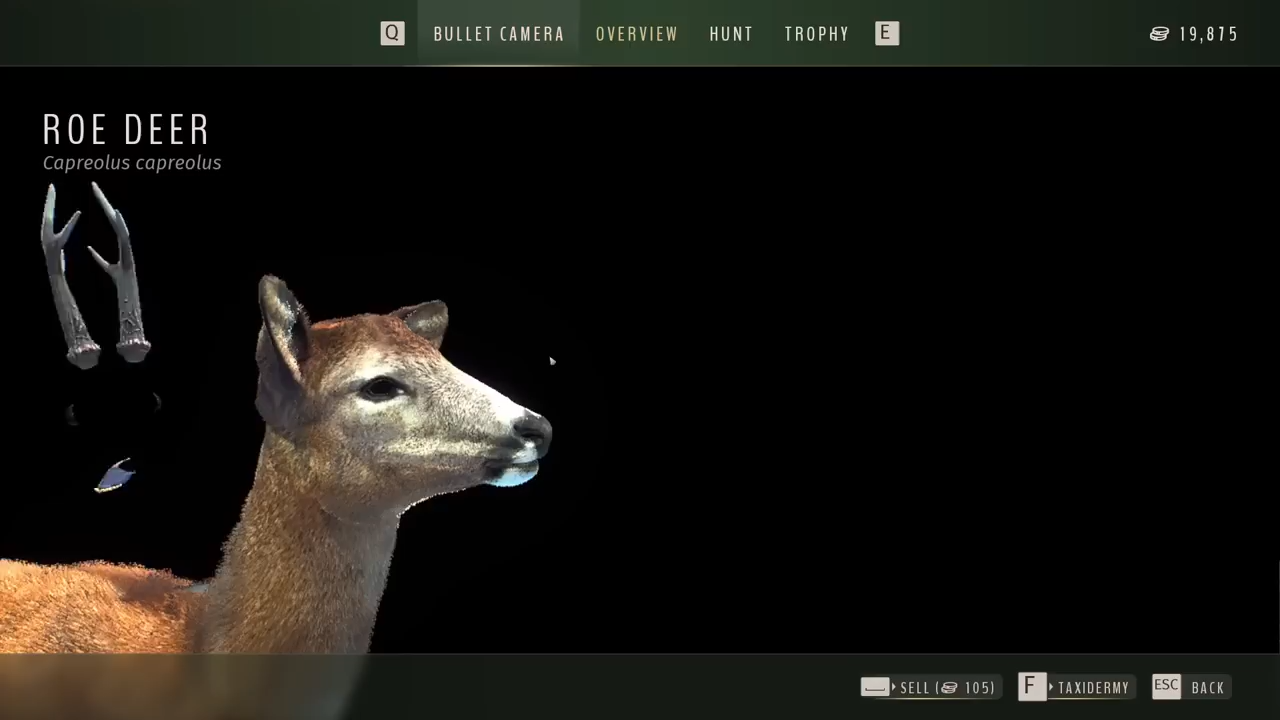 Q BULLET CAMERA OVERVIEW HUNT TROPHY E 19,875
ROE DEER
Capreolus capreolus
SELL ( 105) F TAXIDERMY ESC BACK